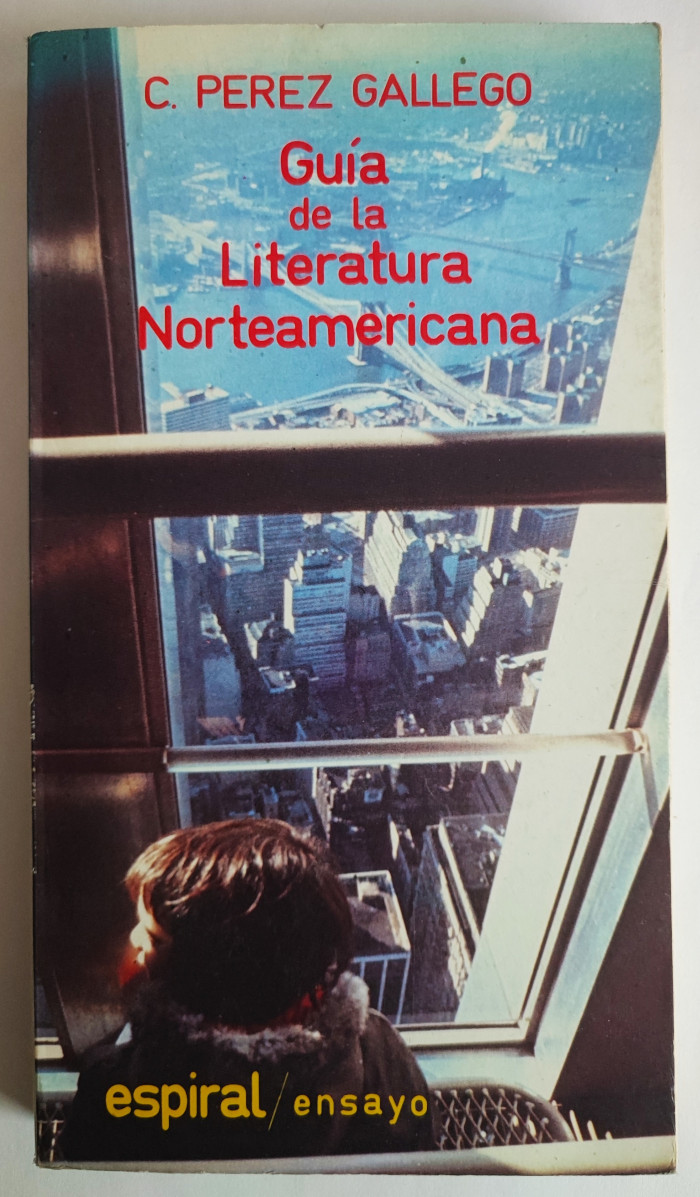 C. PEREZ GALLEGO
Guía
de la
Literatura
Norteamericana
espiral / ensayo